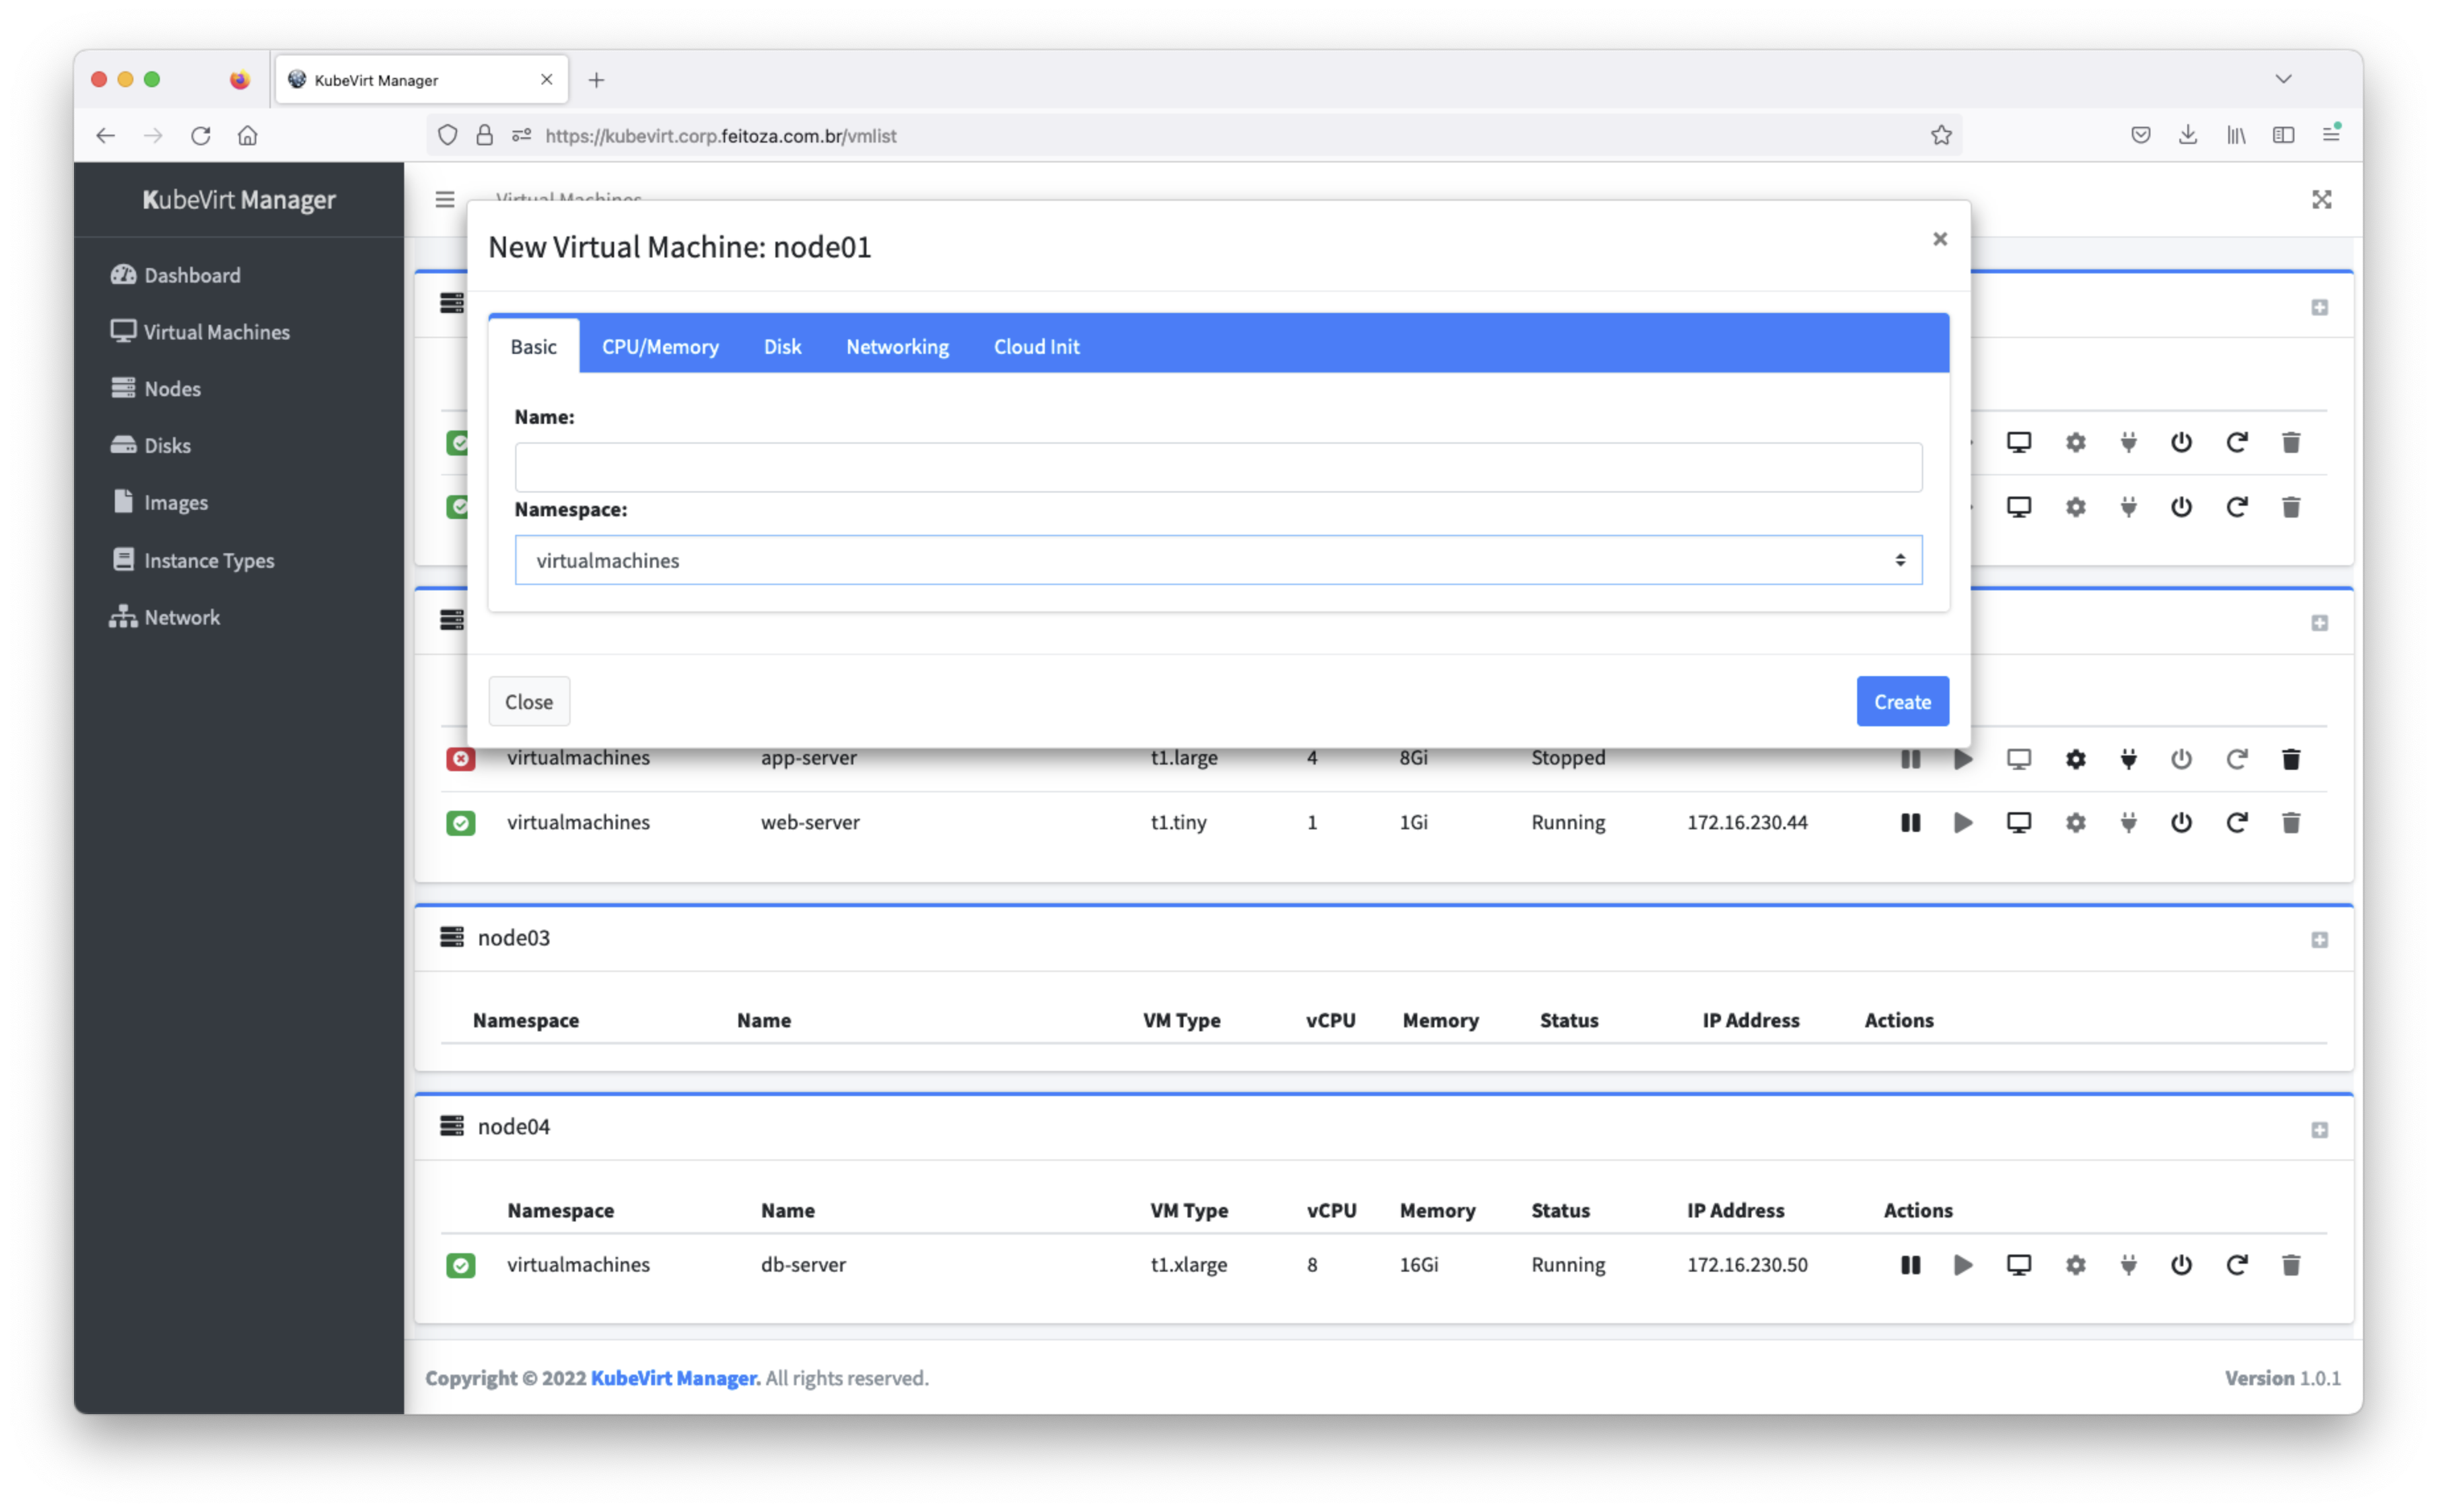 KubeVirt Manager
https://kubevirt.corp.feitoza.com.br/vmlist
KubeVirt Manager
Virtual Machines
Dashboard
Virtual Machines
Nodes
Disks
Images
Instance Types
Network
New Virtual Machine: node01
Basic CPU/Memory Disk Networking Cloud Init
Name:
Namespace:
virtualmachines
Close Create
virtualmachines app-server t1.large 4 8Gi Stopped
virtualmachines web-server t1.tiny 1 1Gi Running 172.16.230.44
node03
Namespace Name VM Type vCPU Memory Status IP Address Actions
node04
Namespace Name VM Type vCPU Memory Status IP Address Actions
virtualmachines db-server t1.xlarge 8 16Gi Running 172.16.230.50
Copyright © 2022 KubeVirt Manager. All rights reserved. Version 1.0.1